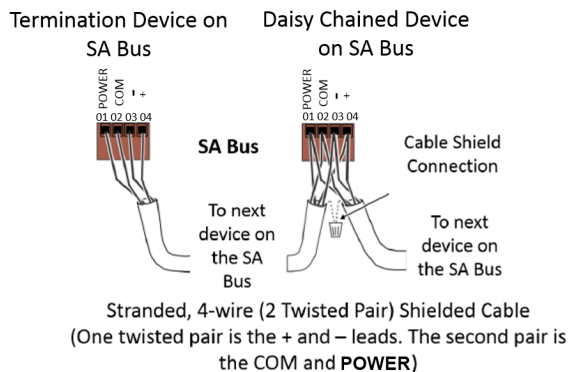 Termination Device on
SA Bus
Daisy Chained Device
on SA Bus
POWER
COM
- +
01 02 03 04
POWER
COM
- +
01 02 03 04
SA Bus
Cable Shield
Connection
To next
device on
the SA
Bus
To next
device on
the SA Bus
Stranded, 4-wire (2 Twisted Pair) Shielded Cable
(One twisted pair is the + and – leads. The second pair is
the COM and POWER)